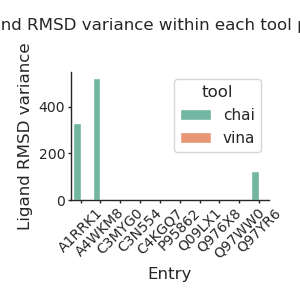 nd RMSD variance within each tool p
Ligand RMSD variance
400
200
0
tool
chai
vina
A1RRK1
A4WKM8
C3MYG0
C3N554
C4KGQ7
P95862
Q09LX1
Q976X8
Q97WW0
Q97YR6
Entry